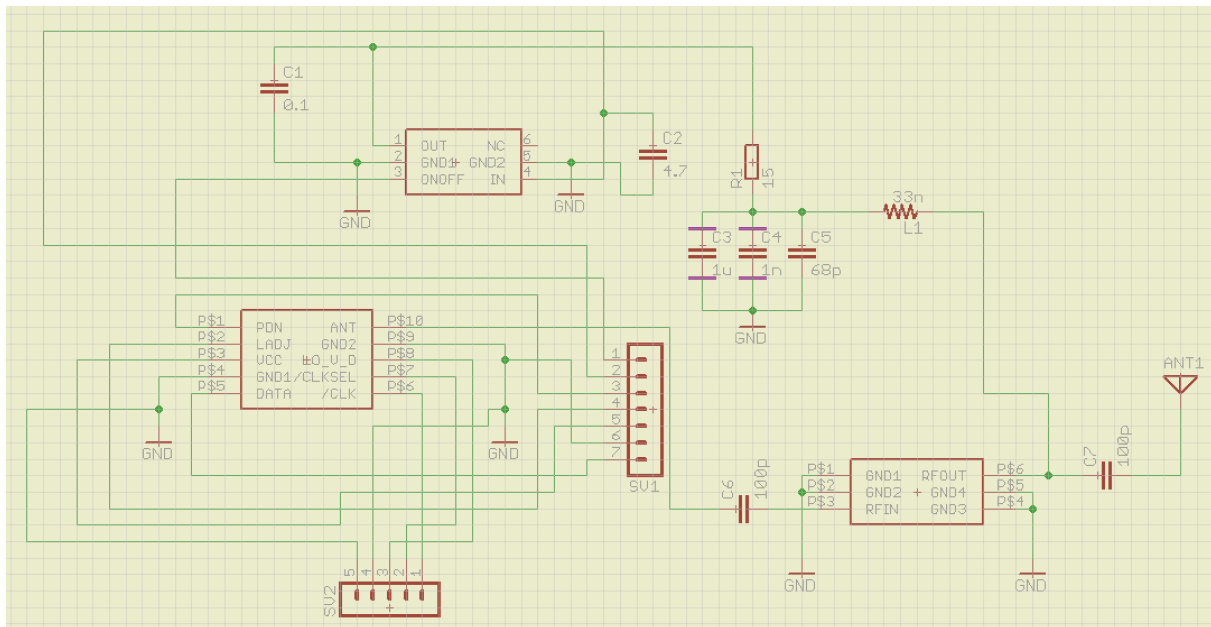 C1
0.1
1 OUT NC 6
2 GND1 GND2 5
3 ONOFF IN 4
C2
4.7
GND
GND
R1
15
33n
L1
C3
1u
C4
1n
C5
68p
GND
P$1 PDN ANT P$10
P$2 LADJ GND2 P$9
P$3 VCC LO_V_D P$8
P$4 GND1 /CLKSEL P$7
P$5 DATA /CLK P$6
GND
GND
1
2
3
4
5
6
7
SV1
ANT1
C6
100p
P$1 GND1 RFOUT P$6
P$2 GND2 GND4 P$5
P$3 RFIN GND3 P$4
C7
100p
GND
GND
SV2
5 4 3 2 1